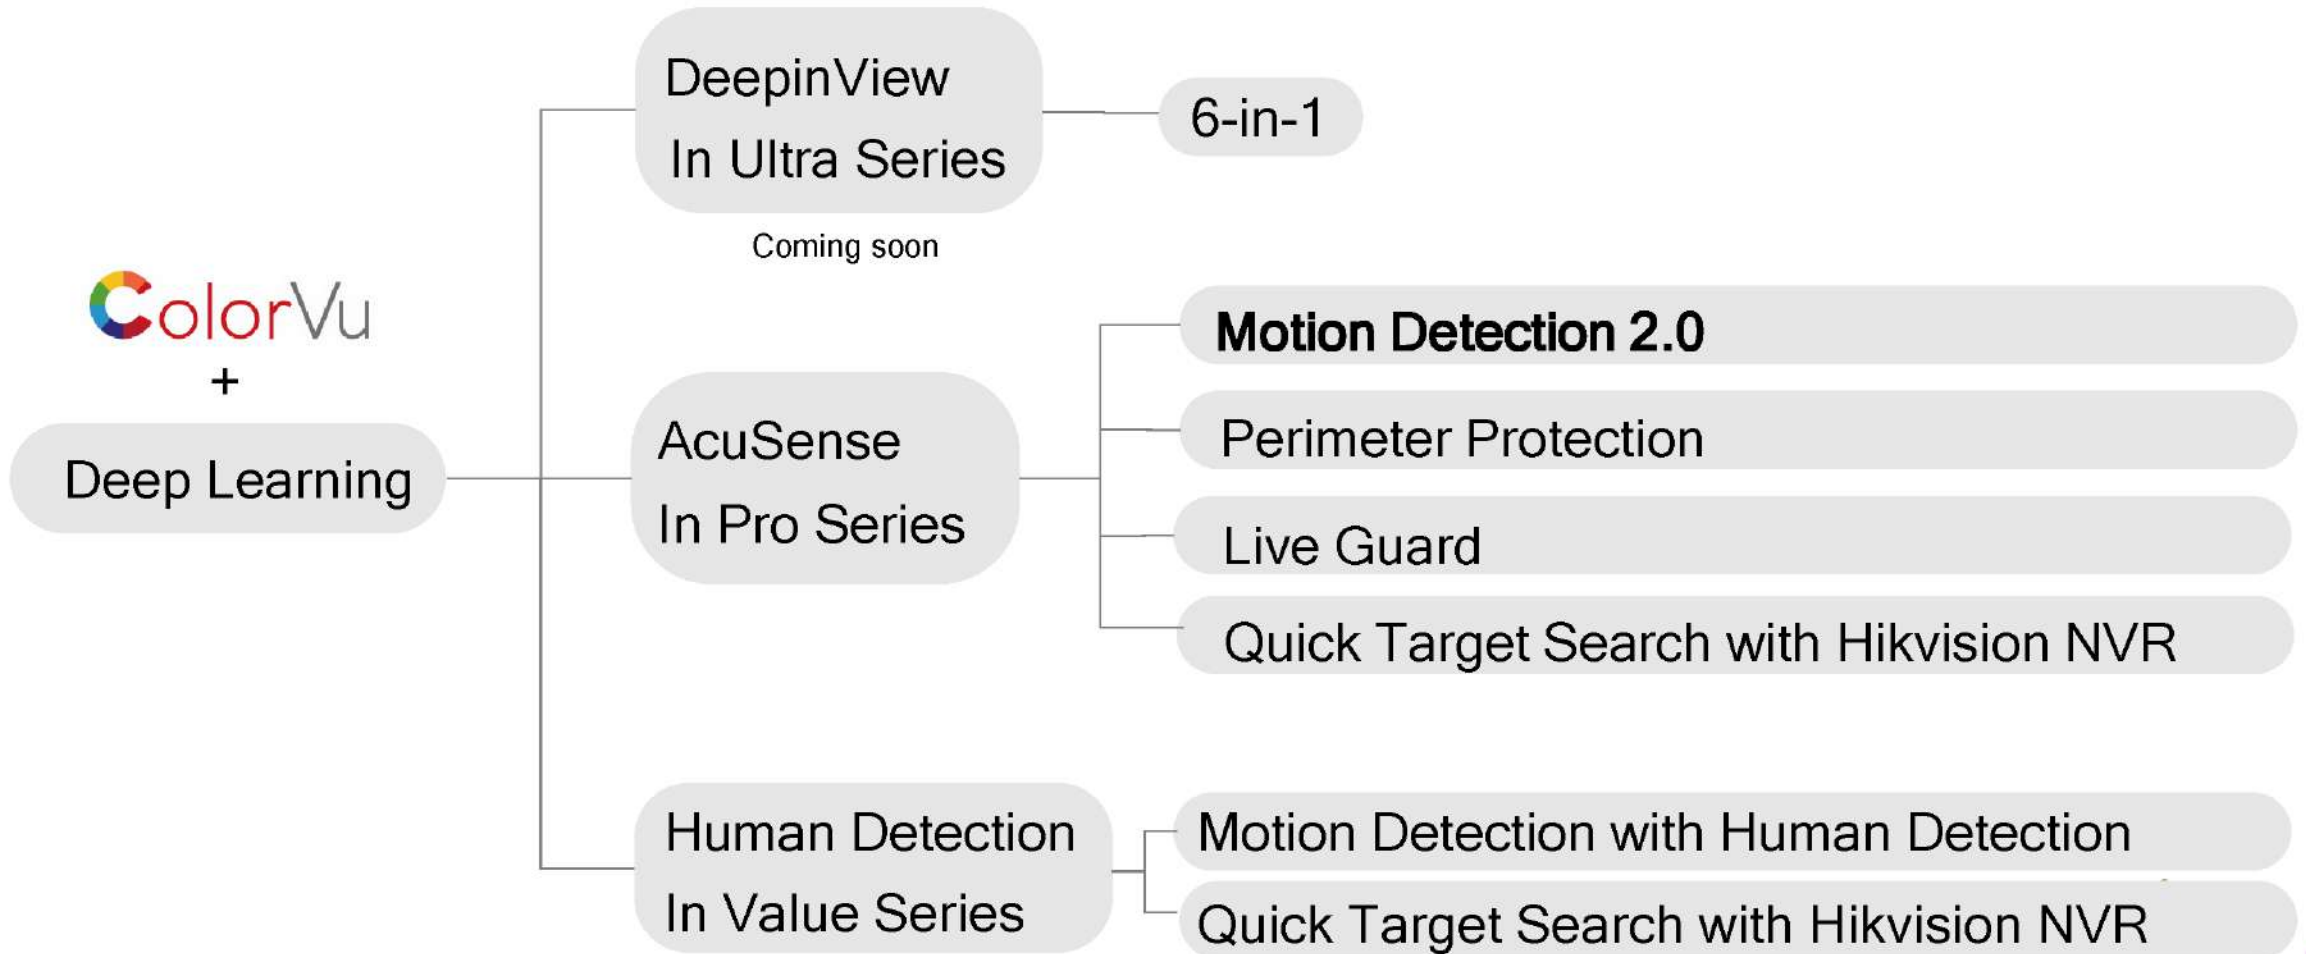 DeepinView
In Ultra Series
6-in-1
Coming soon
ColorVu
+
Deep Learning
AcuSense
In Pro Series
Motion Detection 2.0
Perimeter Protection
Live Guard
Quick Target Search with Hikvision NVR
Human Detection
In Value Series
Motion Detection with Human Detection
Quick Target Search with Hikvision NVR